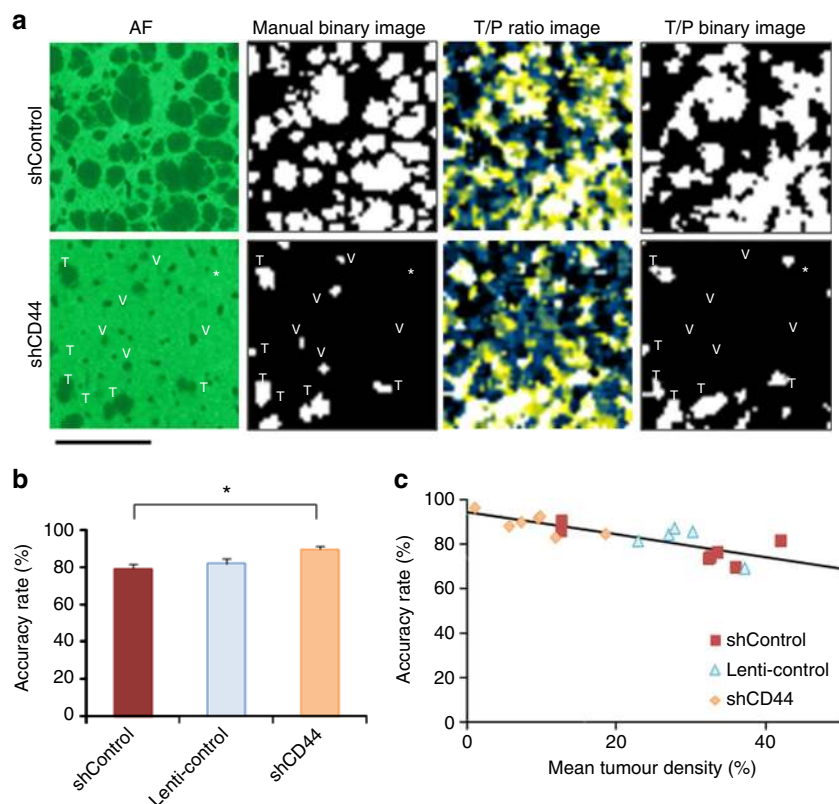 a
AF
Manual binary image
T/P ratio image
T/P binary image
shControl
shCD44
T V *
V
V V
T V
T
T T T
T V *
V
V V
T V
T
T T T
T V *
V
V V
T V
T
T T T
b
*
Accuracy rate (%)
100
80
60
40
20
0
shControl
Lenti-control
shCD44
c
Accuracy rate (%)
100
80
60
40
20
0
0 20 40
shControl
Lenti-control
shCD44
Mean tumour density (%)